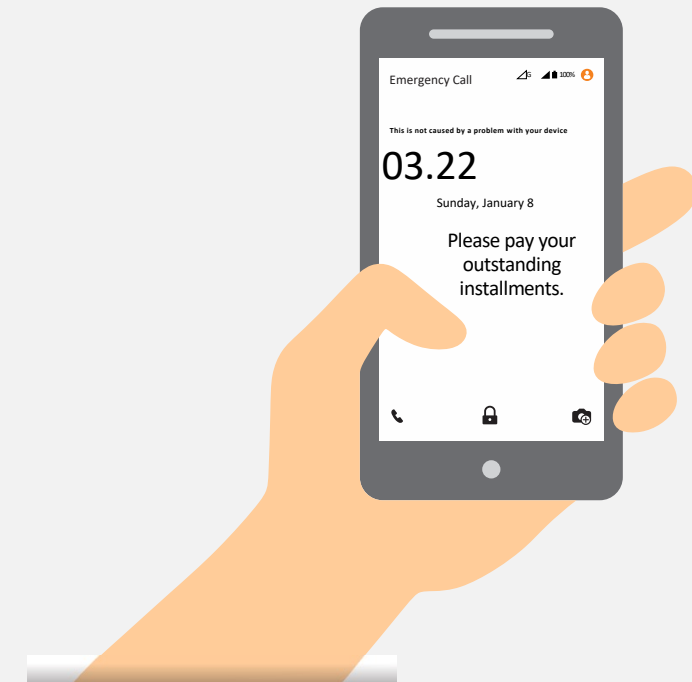 Emergency Call
G 100%
This is not caused by a problem with your device
03.22
Sunday, January 8
Please pay your
outstanding
installments.